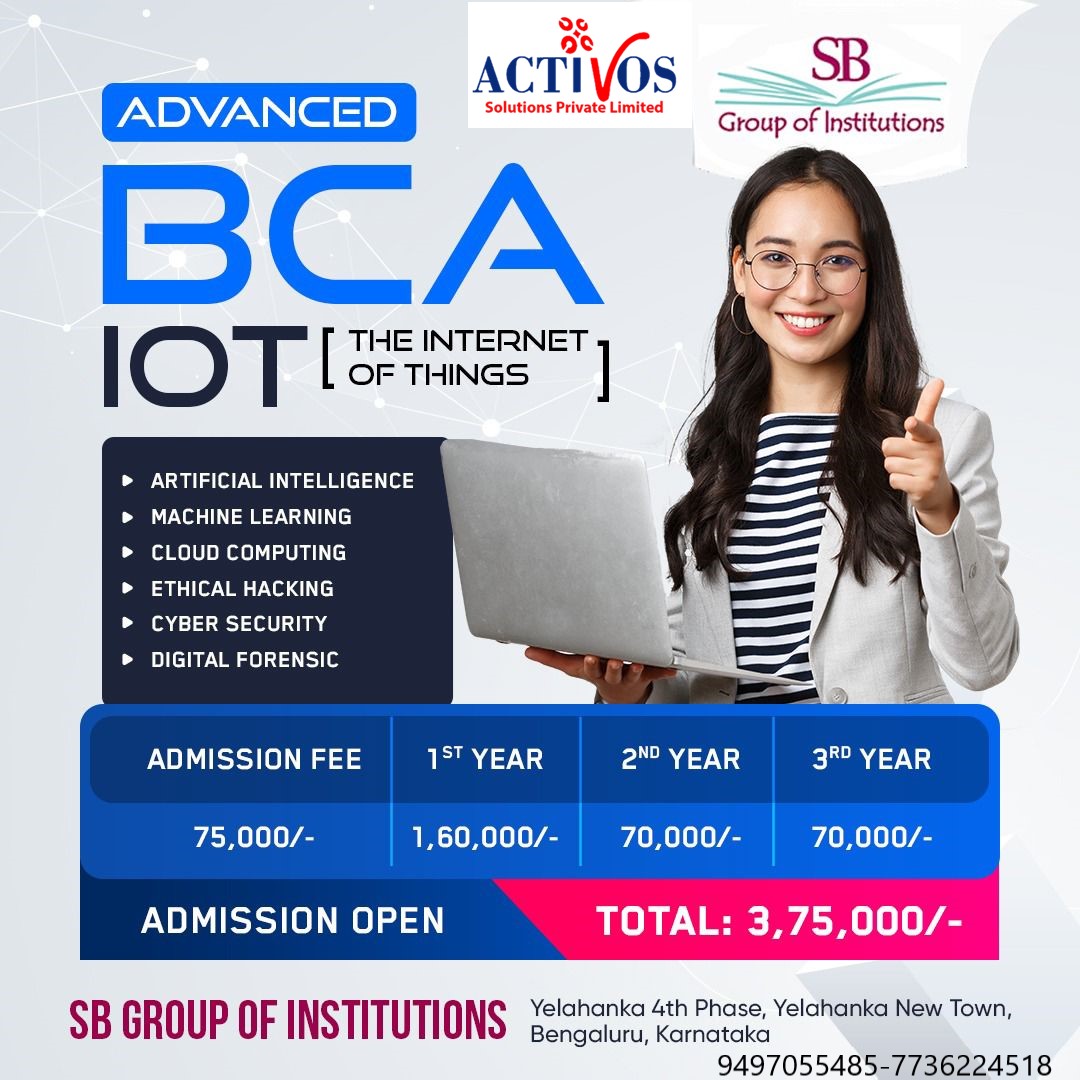 ACTIVOS
Solutions Private Limited
SB
Group of Institutions
ADVANCED
BCA
IOT [ THE INTERNET
OF THINGS ]
ARTIFICIAL INTELLIGENCE
MACHINE LEARNING
CLOUD COMPUTING
ETHICAL HACKING
CYBER SECURITY
DIGITAL FORENSIC
ADMISSION FEE 1ST YEAR 2ND YEAR 3RD YEAR
75,000/- 1,60,000/- 70,000/- 70,000/-
ADMISSION OPEN TOTAL: 3,75,000/-
SB GROUP OF INSTITUTIONS
Yelahanka 4th Phase, Yelahanka New Town,
Bengaluru, Karnataka
9497055485-7736224518